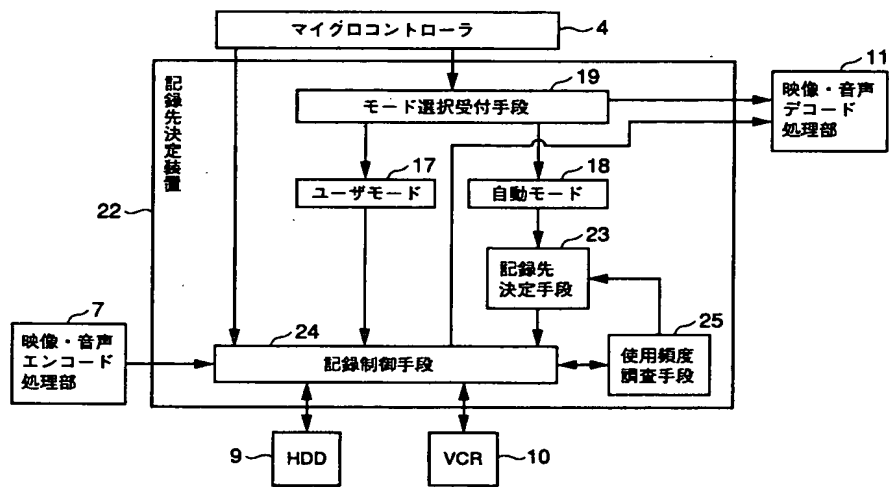 マイグロコントローラ
4
記録先決定装置
19
モード選択受付手段
11
映像・音声
デコード
処理部
17
ユーザモード
18
自動モード
22
23
記録先
決定手段
7
映像・音声
エンコード
処理部
24
記録制御手段
25
使用頻度
調査手段
9
HDD
VCR
10